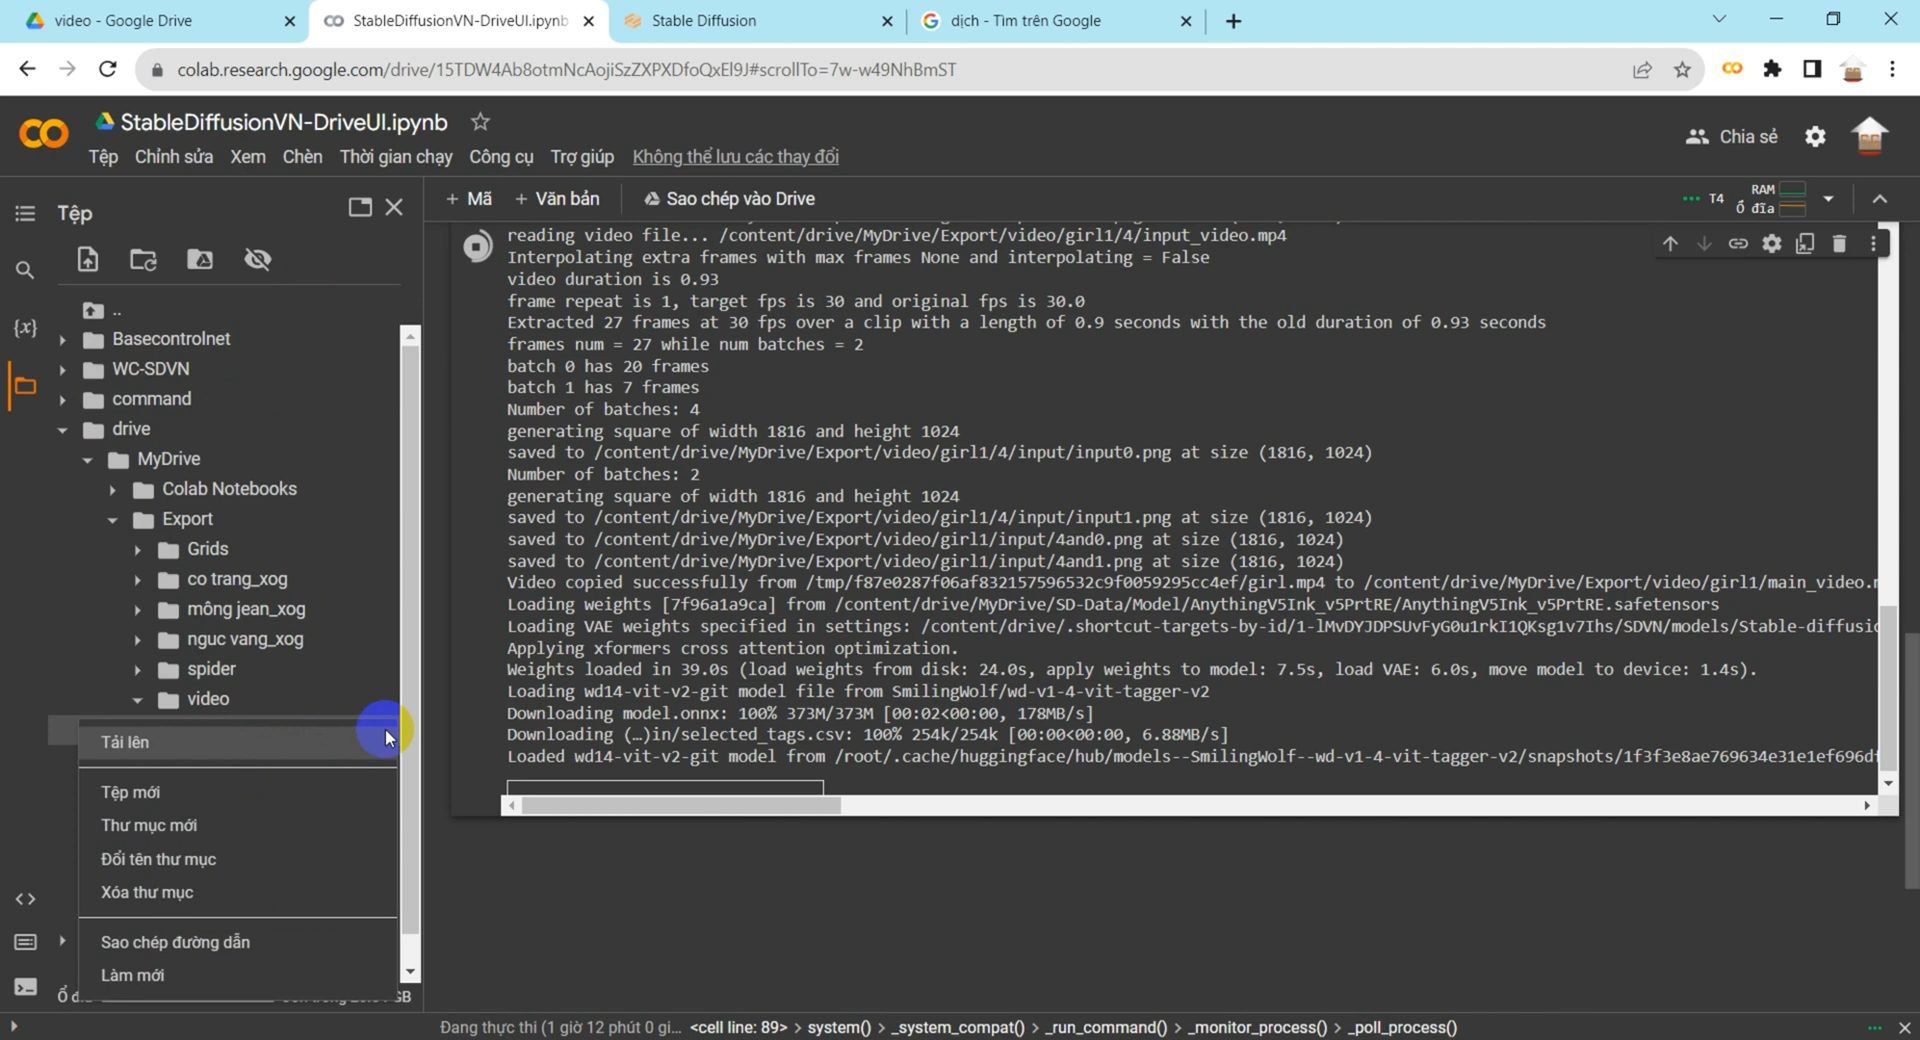 video - Google Drive
StableDiffusionVN-DriveUI.ipynb
Stable Diffusion
dịch - Tìm trên Google
colab.research.google.com/drive/15TDW4Ab8otmNcAojiSzZXPXDfoQxEl9J#scrollTo=7w-w49NhBmST
StableDiffusionVN-DriveUI.ipynb
Chia sẻ
Tệp Chỉnh sửa Xem Chèn Thời gian chạy Công cụ Trợ giúp Không thể lưu các thay đổi
Tệp
+ Mã + Văn bản Sao chép vào Drive
T4 RAM
Ổ đĩa
..
Basecontrolnet
WC-SDVN
command
drive
MyDrive
Colab Notebooks
Export
Grids
co trang_xog
mông jean_xog
nguc vang_xog
spider
video
Tải lên
Tệp mới
Thư mục mới
Đổi tên thư mục
Xóa thư mục
Sao chép đường dẫn
Làm mới
reading video file... /content/drive/MyDrive/Export/video/girl1/4/input_video.mp4
Interpolating extra frames with max frames None and interpolating = False
video duration is 0.93
frame repeat is 1, target fps is 30 and original fps is 30.0
Extracted 27 frames at 30 fps over a clip with a length of 0.9 seconds with the old duration of 0.93 seconds
frames num = 27 while num batches = 2
batch 0 has 20 frames
batch 1 has 7 frames
Number of batches: 4
generating square of width 1816 and height 1024
saved to /content/drive/MyDrive/Export/video/girl1/4/input/input0.png at size (1816, 1024)
Number of batches: 2
generating square of width 1816 and height 1024
saved to /content/drive/MyDrive/Export/video/girl1/4/input/input1.png at size (1816, 1024)
saved to /content/drive/MyDrive/Export/video/girl1/input/4and0.png at size (1816, 1024)
saved to /content/drive/MyDrive/Export/video/girl1/input/4and1.png at size (1816, 1024)
Video copied successfully from /tmp/f87e0287f06af832157596532c9f0059295cc4ef/girl.mp4 to /content/drive/MyDrive/Export/video/girl1/main_video.
Loading weights [7f96a1a9ca] from /content/drive/MyDrive/SD-Data/Model/AnythingV5Ink_v5PrtRE/AnythingV5Ink_v5PrtRE.safetensors
Loading VAE weights specified in settings: /content/drive/.shortcut-targets-by-id/1-lMvDYJDPSUvFyG0u1rkI1QKsg1v7Ihs/SDVN/models/Stable-diffusi
Applying xformers cross attention optimization.
Weights loaded in 39.0s (load weights from disk: 24.0s, apply weights to model: 7.5s, load VAE: 6.0s, move model to device: 1.4s).
Loading wd14-vit-v2-git model file from SmilingWolf/wd-v1-4-vit-tagger-v2
Downloading model.onnx: 100% 373M/373M [00:02<00:00, 178MB/s]
Downloading (…)in/selected_tags.csv: 100% 254k/254k [00:00<00:00, 6.88MB/s]
Loaded wd14-vit-v2-git model from /root/.cache/huggingface/hub/models--SmilingWolf--wd-v1-4-vit-tagger-v2/snapshots/1f3f3e8ae769634e31e1ef696d
Đang thực thi (1 giờ 12 phút 0 gi... <cell line: 89> > system() > _system_compat() > _run_command() > _monitor_process() > _poll_process()